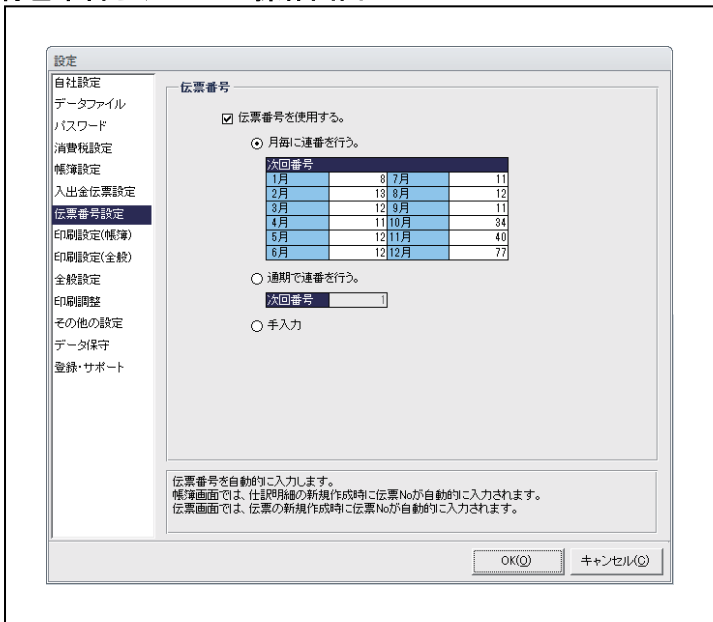 設定
自社設定
データファイル
パスワード
消費税設定
帳簿設定
入出金伝票設定
伝票番号設定
印刷設定(帳簿)
印刷設定(全般)
全般設定
印刷調整
その他の設定
データ保守
登録・サポート
伝票番号
伝票番号を使用する。
月毎に連番を行う。
次回番号
1月 8 7月 11
2月 13 8月 12
3月 12 9月 11
4月 11 10月 34
5月 12 11月 40
6月 12 12月 77
通期で連番を行う。
次回番号 1
手入力
伝票番号を自動的に入力します。
帳簿画面では、仕訳明細の新規作成時に伝票Noが自動的に入力されます。
伝票画面では、伝票の新規作成時に伝票Noが自動的に入力されます。
OK(O) キャンセル(C)